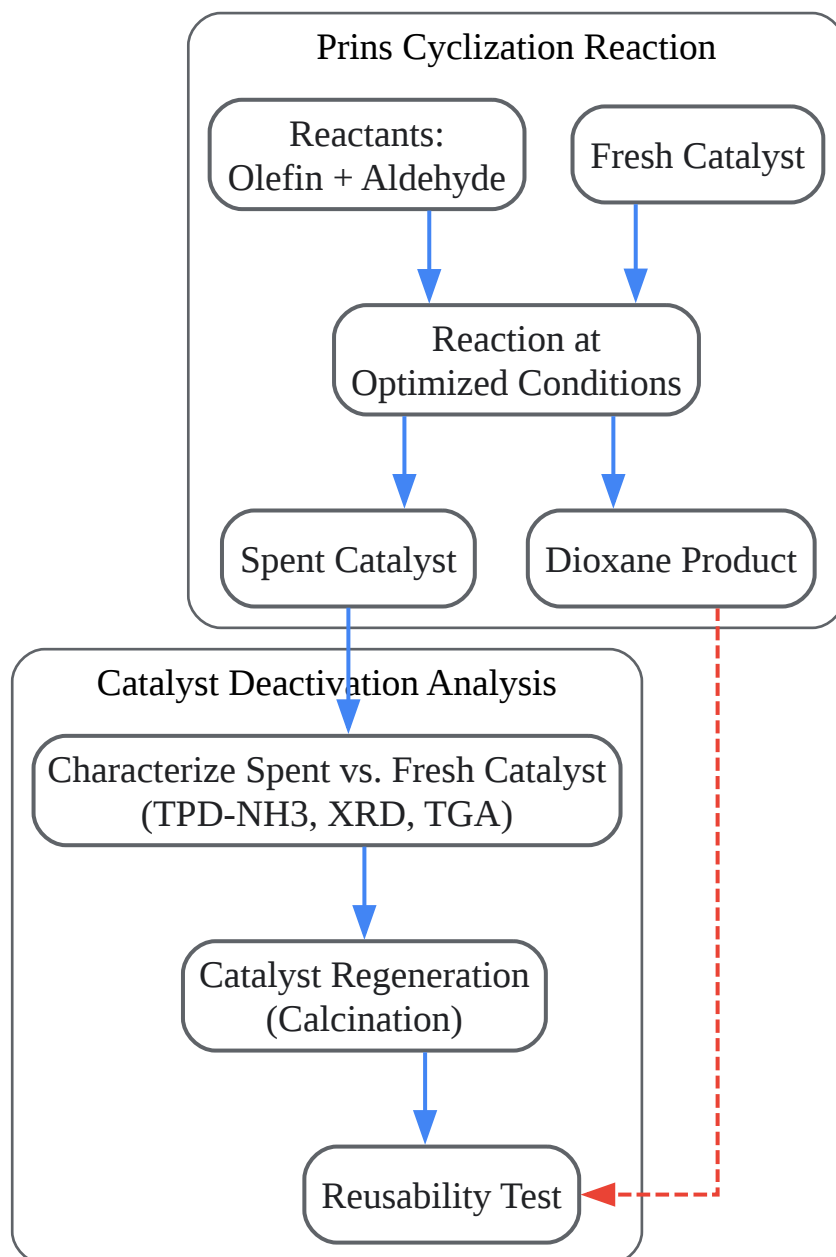 Prins Cyclization Reaction
Reactants:
Olefin + Aldehyde
Fresh Catalyst
Reaction at
Optimized Conditions
Spent Catalyst
Dioxane Product
Catalyst Deactivation Analysis
Characterize Spent vs. Fresh Catalyst
(TPD-NH3, XRD, TGA)
Catalyst Regeneration
(Calcination)
Reusability Test